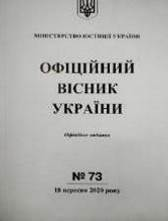 МІНІСТЕРСТВО ЮСТИЦІЇ УКРАЇНИ
ОФІЦІЙНИЙ
ВІСНИК
УКРАЇНИ
Офіційне видання
№ 73
18 вересня 2020 року